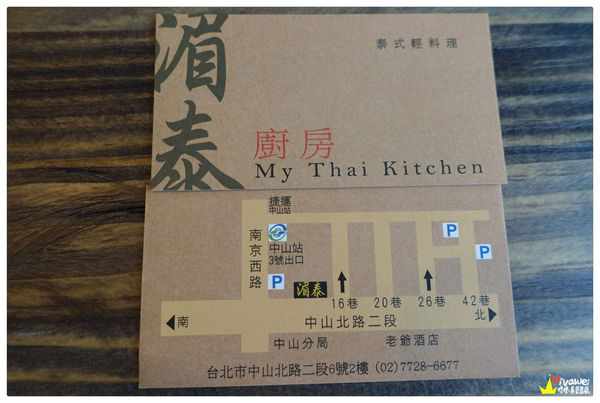 湄泰
泰式輕料理
廚房
My Thai Kitchen
捷運
中山站
南京西路
中山站
3號出口
P
P
P
湄泰
16巷 20巷 26巷 42巷
南 中山北路二段 北
中山分局 老爺酒店
台北市中山北路二段6號2樓 (02)7728-6677
Vivawei